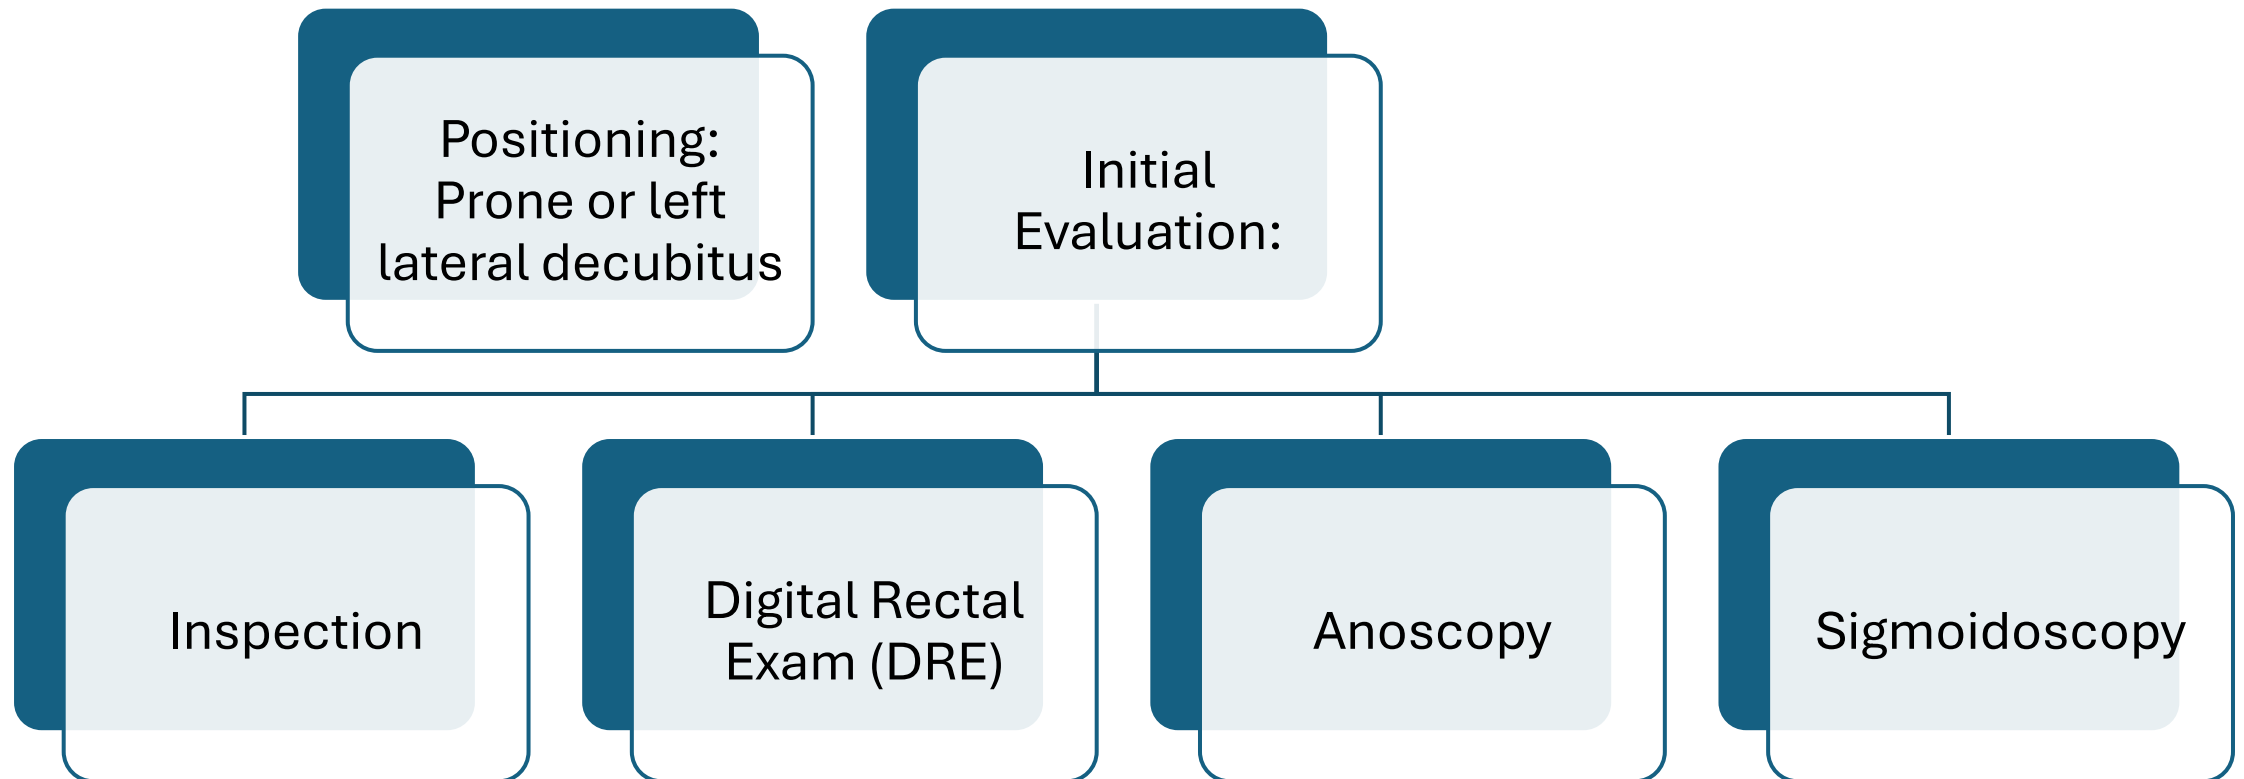 Positioning:
Prone or left
lateral decubitus
Initial
Evaluation:
Inspection
Digital Rectal
Exam (DRE)
Anoscopy
Sigmoidoscopy